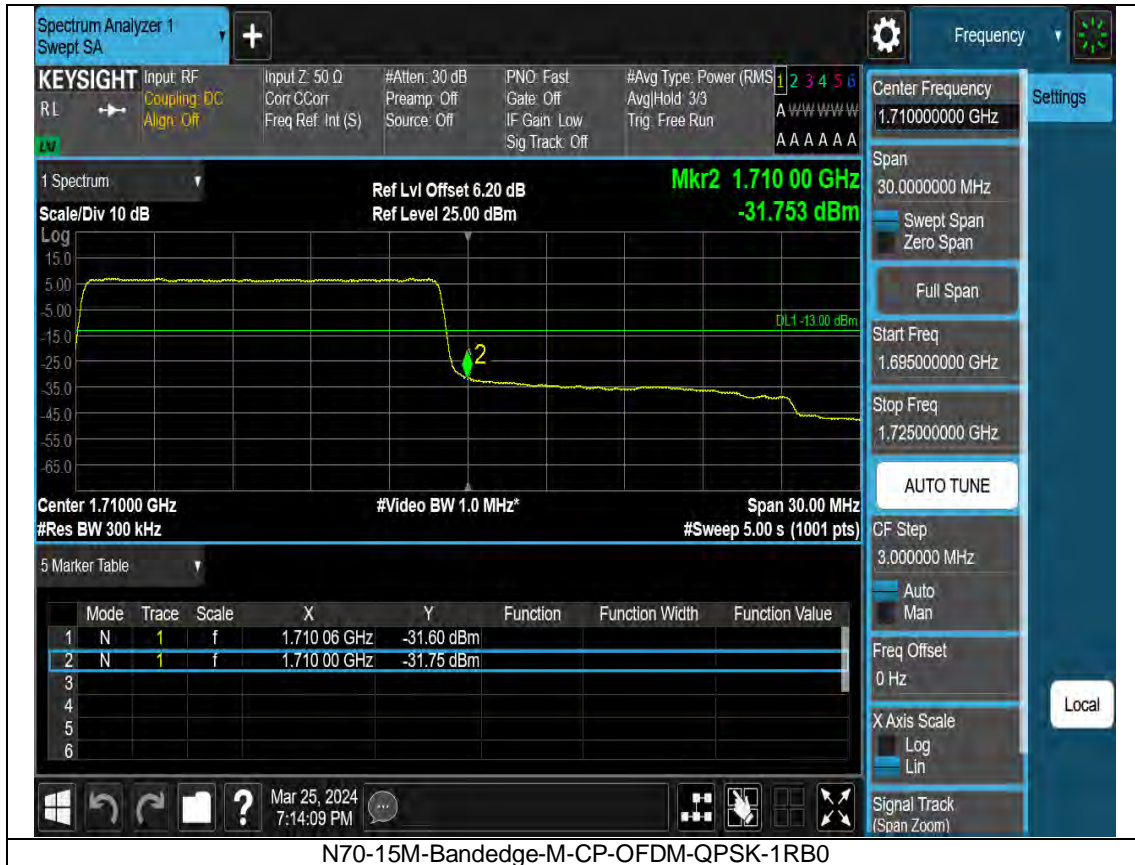 Spectrum Analyzer 1
Swept SA
+
Frequency
KEYSIGHT Input: RF Input Z: 50 Ω #Atten: 30 dB PNO: Fast #Avg Type: Power (RMS 1 2 3 4 5 6
RL Coupling: DC Corr CCorr Preamp: Off Gate: Off Avg|Hold: 3/3 A W W W W W
Align: Off Freq Ref: Int (S) Source: Off IF Gain: Low Trig: Free Run
Sig Track: Off A A A A A A
Center Frequency
1.710000000 GHz
Settings
1 Spectrum Ref Lvl Offset 6.20 dB Mkr2 1.710 00 GHz
Scale/Div 10 dB Ref Level 25.00 dBm -31.753 dBm
Log
15.0
5.00
-5.00
-15.0
-25.0
-35.0
-45.0
-55.0
-65.0
DL1 -13.00 dBm
2
Center 1.71000 GHz #Video BW 1.0 MHz* Span 30.00 MHz
#Res BW 300 kHz #Sweep 5.00 s (1001 pts)
Span
30.0000000 MHz
Swept Span
Zero Span
Full Span
Start Freq
1.695000000 GHz
Stop Freq
1.725000000 GHz
AUTO TUNE
CF Step
3.000000 MHz
Auto
Man
Freq Offset
0 Hz
X Axis Scale
Log
Lin
Signal Track
(Span Zoom)
Local
5 Marker Table
Mode Trace Scale X Y Function Function Width Function Value
1 N 1 f 1.710 06 GHz -31.60 dBm
2 N 1 f 1.710 00 GHz -31.75 dBm
3
4
5
6
?
Mar 25, 2024
7:14:09 PM
N70-15M-Bandedge-M-CP-OFDM-QPSK-1RB0